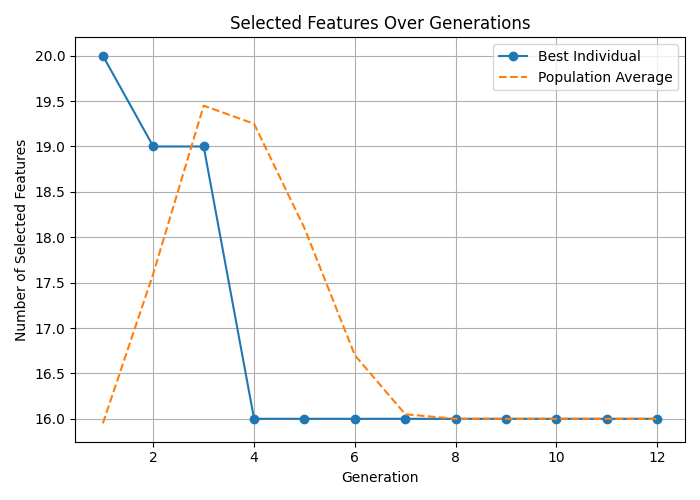 Selected Features Over Generations
Best Individual
Population Average
Number of Selected Features
20.0
19.5
19.0
18.5
18.0
17.5
17.0
16.5
16.0
2 4 6 8 10 12
Generation